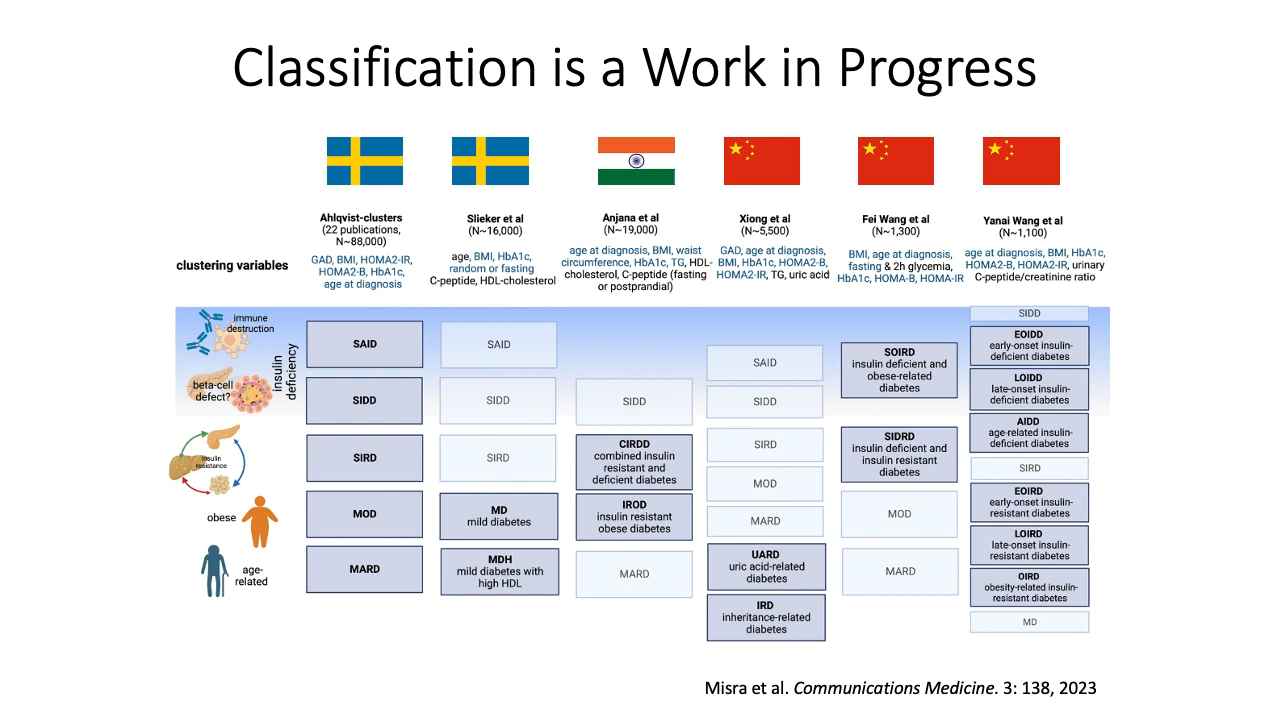 Classification is a Work in Progress
Ahlqvist-clusters
(22 publications,
N~88,000)
GAD, BMI, HOMA2-IR,
HOMA2-B, HbA1c,
age at diagnosis
Slieker et al
(N~16,000)
age, BMI, HbA1c,
random or fasting
C-peptide, HDL-cholesterol
Anjana et al
(N~19,000)
age at diagnosis, BMI, waist
circumference, HbA1c, TG, HDL-
cholesterol, C-peptide (fasting
or postprandial)
Xiong et al
(N~5,500)
GAD, age at diagnosis,
BMI, HbA1c, HOMA2-B,
HOMA2-IR, TG, uric acid
Fei Wang et al
(N~1,300)
BMI, age at diagnosis,
fasting & 2h glycemia,
HbA1c, HOMA-B, HOMA-IR
Yanai Wang et al
(N~1,100)
age at diagnosis, BMI, HbA1c,
HOMA2-B, HOMA2-IR, urinary
C-peptide/creatinine ratio
clustering variables
immune
destruction
beta-cell
defect?
insulin
deficiency
insulin
resistance
obese
age-
related
SAID
SIDD
SIRD
MOD
MARD
SAID
SIDD
SIRD
MD
mild diabetes
MDH
mild diabetes with
high HDL
SIDD
CIRDD
combined insulin
resistant and
deficient diabetes
IROD
insulin resistant
obese diabetes
MARD
SAID
SIDD
SIRD
MOD
MARD
UARD
uric acid-related
diabetes
IRD
inheritance-related
diabetes
SOIRD
insulin deficient and
obese-related
diabetes
SIDRD
insulin deficient and
insulin resistant
diabetes
MOD
MARD
SIDD
EOIDD
early-onset insulin-
deficient diabetes
LOIDD
late-onset insulin-
deficient diabetes
AIDD
age-related insulin-
deficient diabetes
SIRD
EOIRD
early-onset insulin-
resistant diabetes
LOIRD
late-onset insulin-
resistant diabetes
OIRD
obesity-related insulin-
resistant diabetes
MD
Misra et al. Communications Medicine. 3: 138, 2023